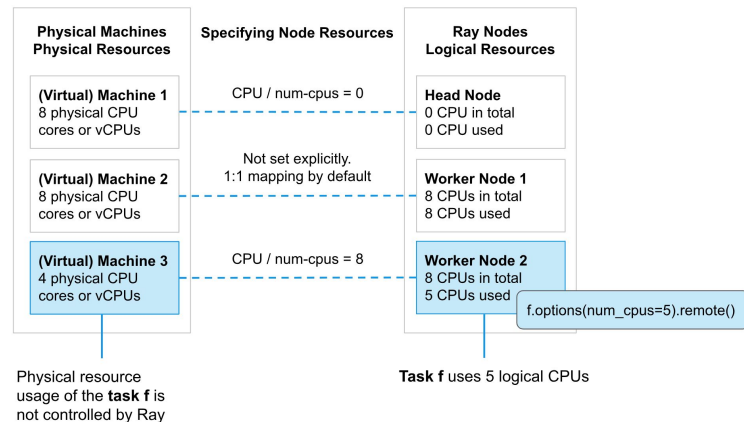 Physical Machines
Physical Resources
Specifying Node Resources
Ray Nodes
Logical Resources
(Virtual) Machine 1
8 physical CPU
cores or vCPUs
CPU / num-cpus = 0
Head Node
0 CPU in total
0 CPU used
(Virtual) Machine 2
8 physical CPU
cores or vCPUs
Not set explicitly.
1:1 mapping by default
Worker Node 1
8 CPUs in total
8 CPUs used
(Virtual) Machine 3
4 physical CPU
cores or vCPUs
CPU / num-cpus = 8
Worker Node 2
8 CPUs in total
5 CPUs used
f.options(num_cpus=5).remote()
Physical resource
usage of the task f is
not controlled by Ray
Task f uses 5 logical CPUs